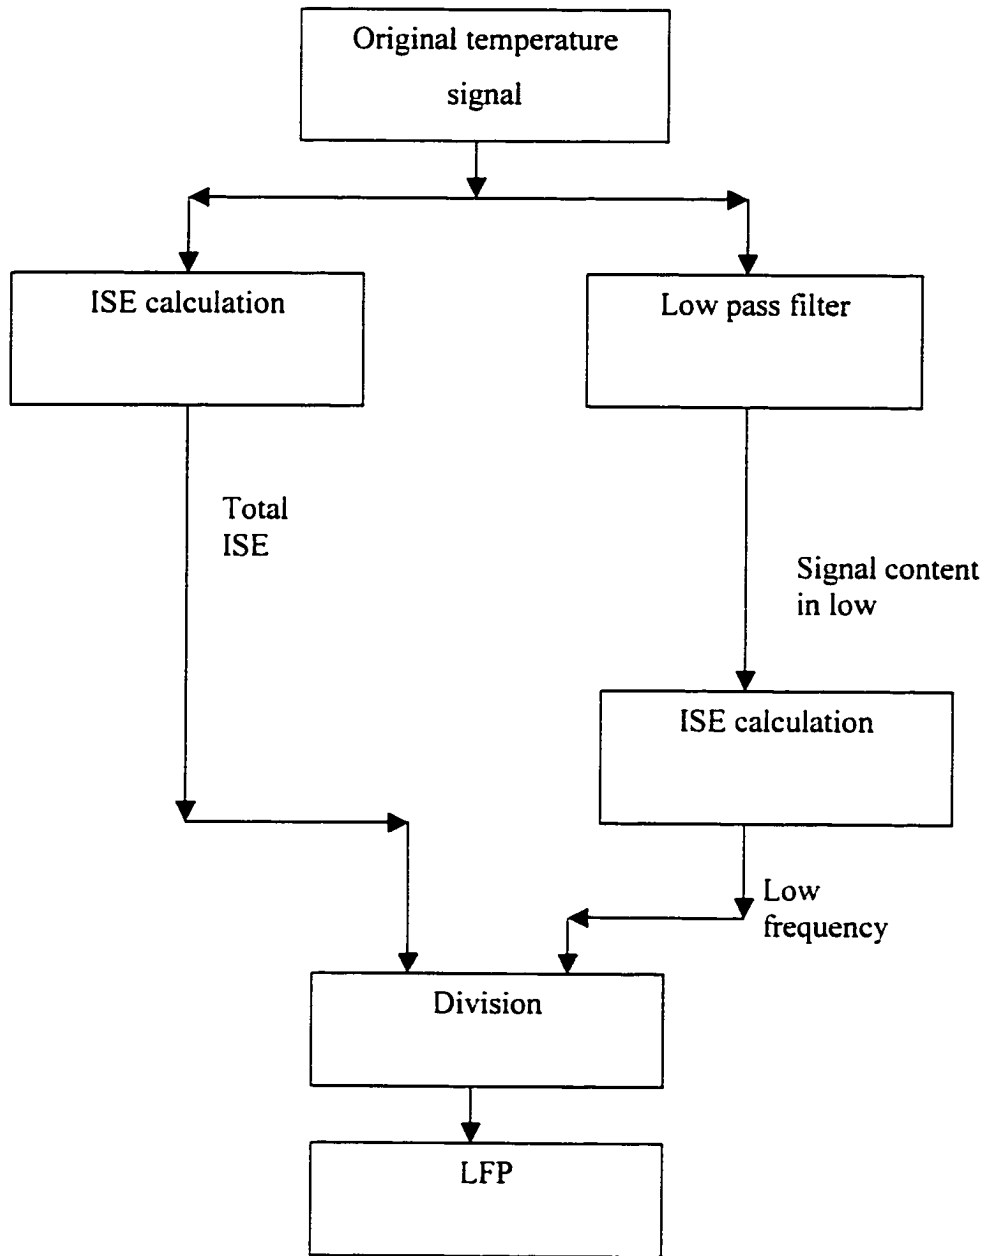 Original temperature
signal
ISE calculation
Low pass filter
Total
ISE
Signal content
in low
ISE calculation
Low
frequency
Division
LFP